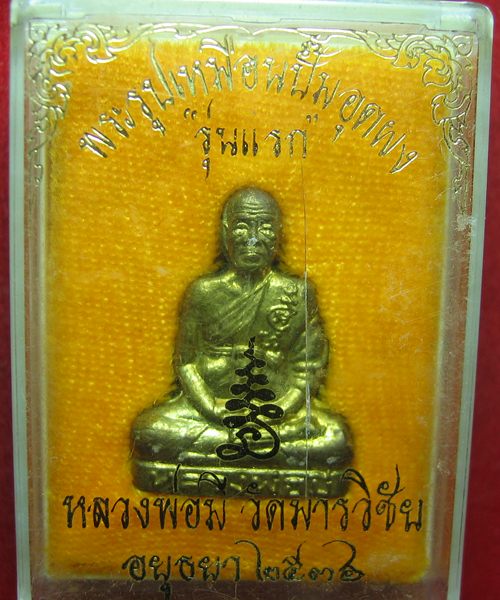 พระรูปเหมือนปั๊มอุดผง
"รุ่นแรก"
หลวงพ่อมี วัดมารวิชัย
อยุธยา ๒๕๓๖